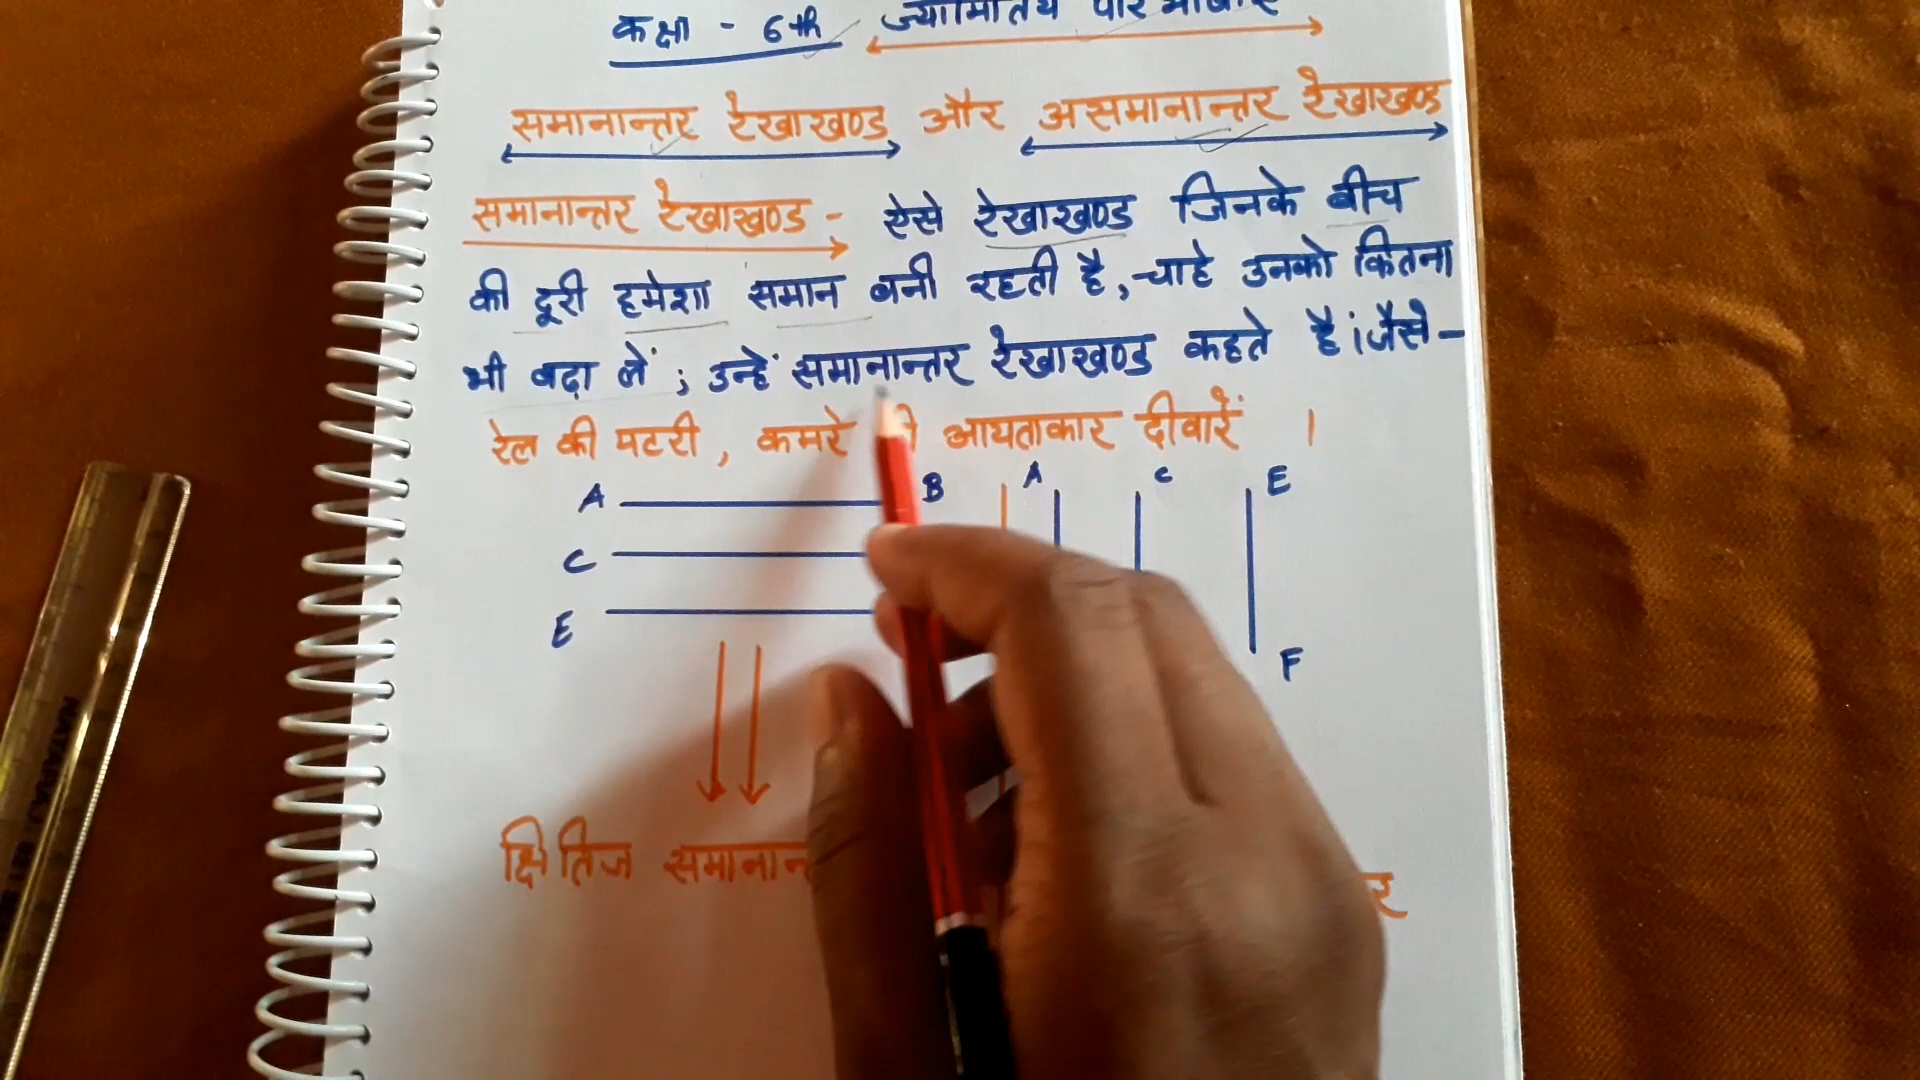 कक्षा - 6th ज्यामितीय परिभाषाएँ
समानान्तर रेखाखण्ड और असमानान्तर रेखाखण्ड
समानान्तर रेखाखण्ड - ऐसे रेखाखण्ड जिनके बीच
की दूरी हमेशा समान बनी रहती है, चाहे उनको कितना
भी बढ़ा लें ; उन्हें समानान्तर रेखाखण्ड कहते हैं। जैसे -
रेल की पटरी , कमरे की आयताकार दीवारें ।
A B A C E
C
E
F
क्षितिज